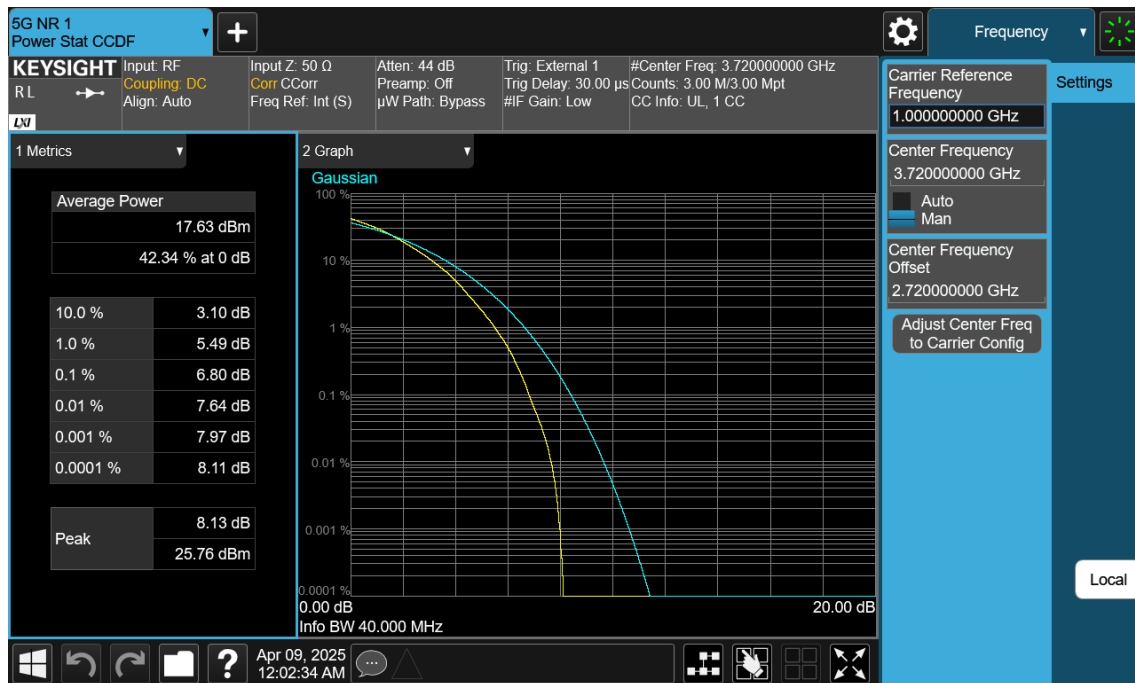 5G NR 1
Power Stat CCDF
Frequency
KEYSIGHT
R L
LXI
Input: RF
Coupling: DC
Align: Auto
Input Z: 50 Ω
Corr CCorr
Freq Ref: Int (S)
Atten: 44 dB
Preamp: Off
µW Path: Bypass
#IF Gain: Low
Trig: External 1
Trig Delay: 30.00 µs
#Center Freq: 3.720000000 GHz
Counts: 3.00 M/3.00 Mpt
CC Info: UL, 1 CC
1 Metrics
Average Power
17.63 dBm
42.34 % at 0 dB
10.0 % 3.10 dB
1.0 % 5.49 dB
0.1 % 6.80 dB
0.01 % 7.64 dB
0.001 % 7.97 dB
0.0001 % 8.11 dB
Peak
8.13 dB
25.76 dBm
2 Graph
Gaussian
100 %
10 %
1 %
0.1 %
0.01 %
0.001 %
0.0001 %
0.00 dB 20.00 dB
Info BW 40.000 MHz
Carrier Reference
Frequency
1.000000000 GHz
Center Frequency
3.720000000 GHz
Auto
Man
Center Frequency
Offset
2.720000000 GHz
Adjust Center Freq
to Carrier Config
Settings
Local
?
Apr 09, 2025
12:02:34 AM